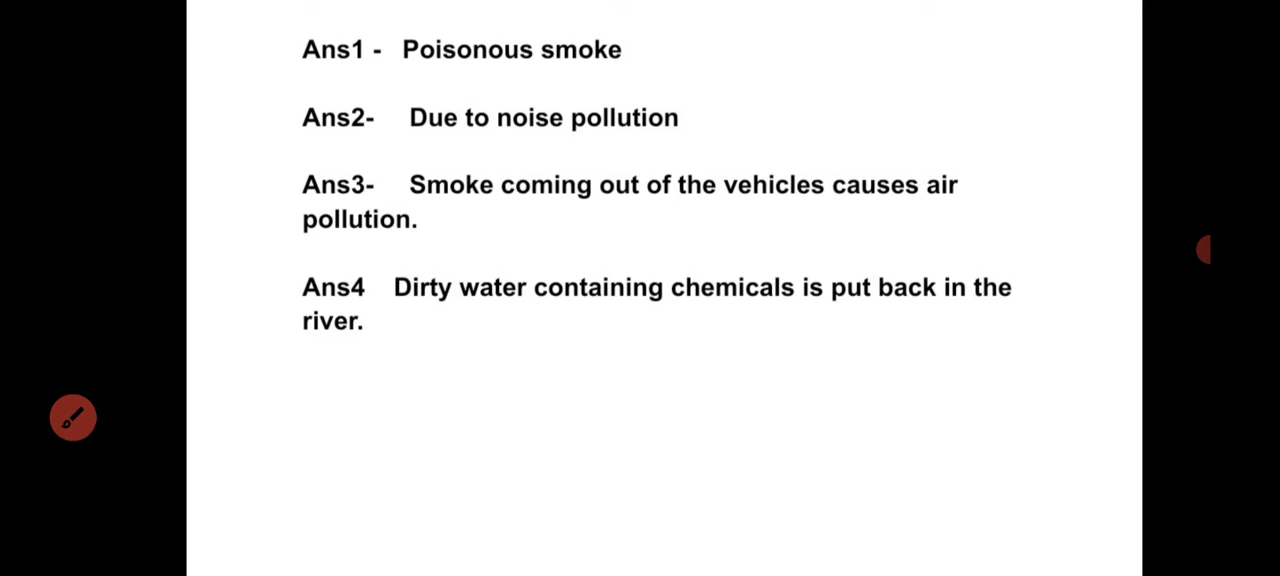 Ans1 -   Poisonous smoke
Ans2-     Due to noise pollution
Ans3-     Smoke coming out of the vehicles causes air
pollution.
Ans4    Dirty water containing chemicals is put back in the
river.